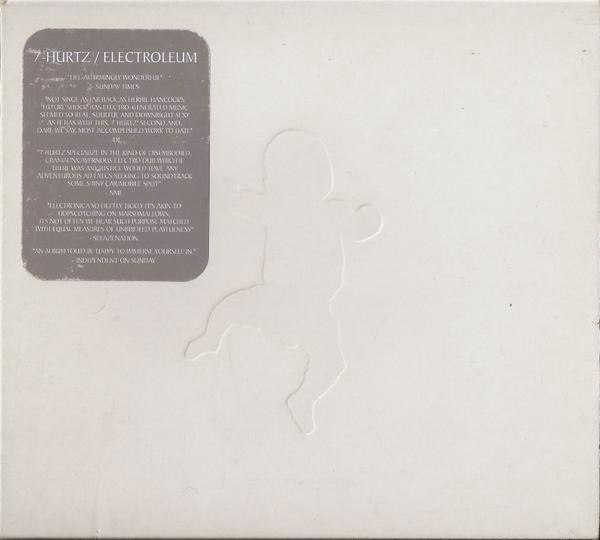 7-HURTZ / ELECTROLEUM
"LIFE-AFFIRMINGLY WONDERFUL"
- SUNDAY TIMES
"NOT SINCE AS FAR BACK AS HERBIE HANCOCK'S
'FUTURE SHOCK' HAS ELECTRO-GENERATED MUSIC
SEEMED SO REAL, SOULFUL AND DOWNRIGHT SEXY
AS IT HAS WITH THIS, 7-HURTZ' SECOND AND,
DARE WE SAY, MOST ACCOMPLISHED WORK TO DATE"
- DJ
"7-HURTZ SPECIALIZE IN THE KIND OF DISEMBODIED,
CRANIALLY CAVERNOUS ELECTRO DUB WHICH IF
THERE WAS ANY JUSTICE WOULD HAVE ANY
ADVENTUROUS AD EXECS SEEKING TO SOUNDTRACK
SOME SHINY CAR/MOBILE SPOT"
- NME
"ELECTRONICA SO DEFTLY TICKLY IT'S AKIN TO
HOPSCOTCHING ON MARSHMALLOWS,
IT'S NOT OFTEN WE HEAR SUCH PURPOSE MATCHED
WITH EQUAL MEASURES OF UNBRIDLED PLAYFULNESS"
- SLEAZENATION
"AN ALBUM YOU'D BE HAPPY TO IMMERSE YOURSELF IN."
- INDEPENDENT ON SUNDAY